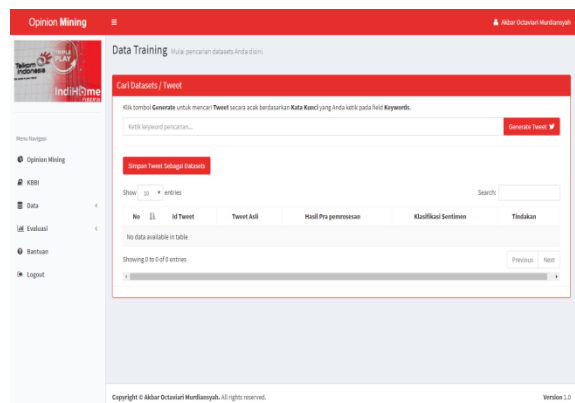 Opinion Mining
Akbar Octaviari Murdiansyah
Telkom Indonesia
TRIPLE PLAY
IndiHome
FIBER
Data Training Mulai pencarian datasets Anda disini.
Cari Datasets / Tweet
Klik tombol Generate untuk mencari Tweet secara acak berdasarkan Kata Kunci yang Anda ketik pada field Keywords.
Ketik keyword pencarian...
Generate Tweet
Menu Navigasi
Opinion Mining
KBBI
Data
Evaluasi
Bantuan
Logout
Simpan Tweet Sebagai Datasets
Show 10 entries
Search:
No Id Tweet Tweet Asli Hasil Pra pemrosesan Klasifikasi Sentimen Tindakan
No data available in table
Showing 0 to 0 of 0 entries
Previous Next
Copyright © Akbar Octaviari Murdiansyah. All rights reserved.
Version 1.0